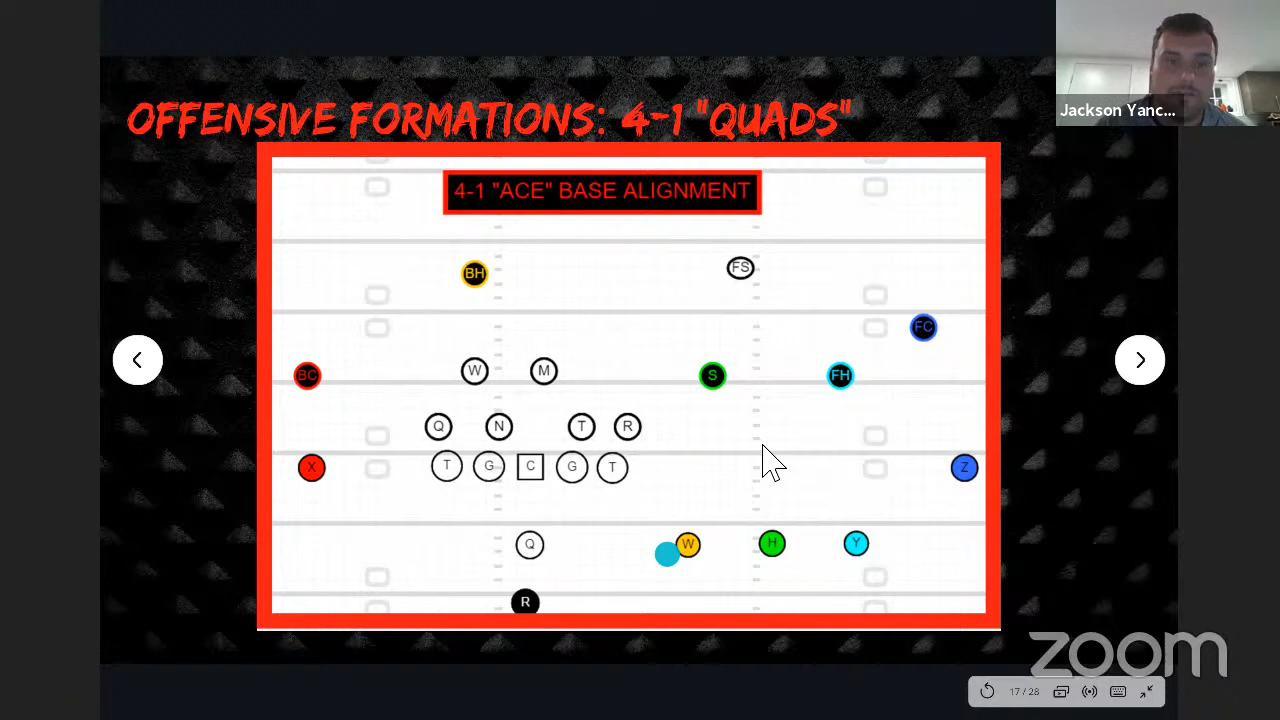 Jackson Yanc...
OFFENSIVE FORMATIONS: 4-1 "QUADS"
4-1 "ACE" BASE ALIGNMENT
BH FS
FC
BC W M S FH
Q N T R
X T G C G T Z
Q W H Y
R
zoom
17 / 28